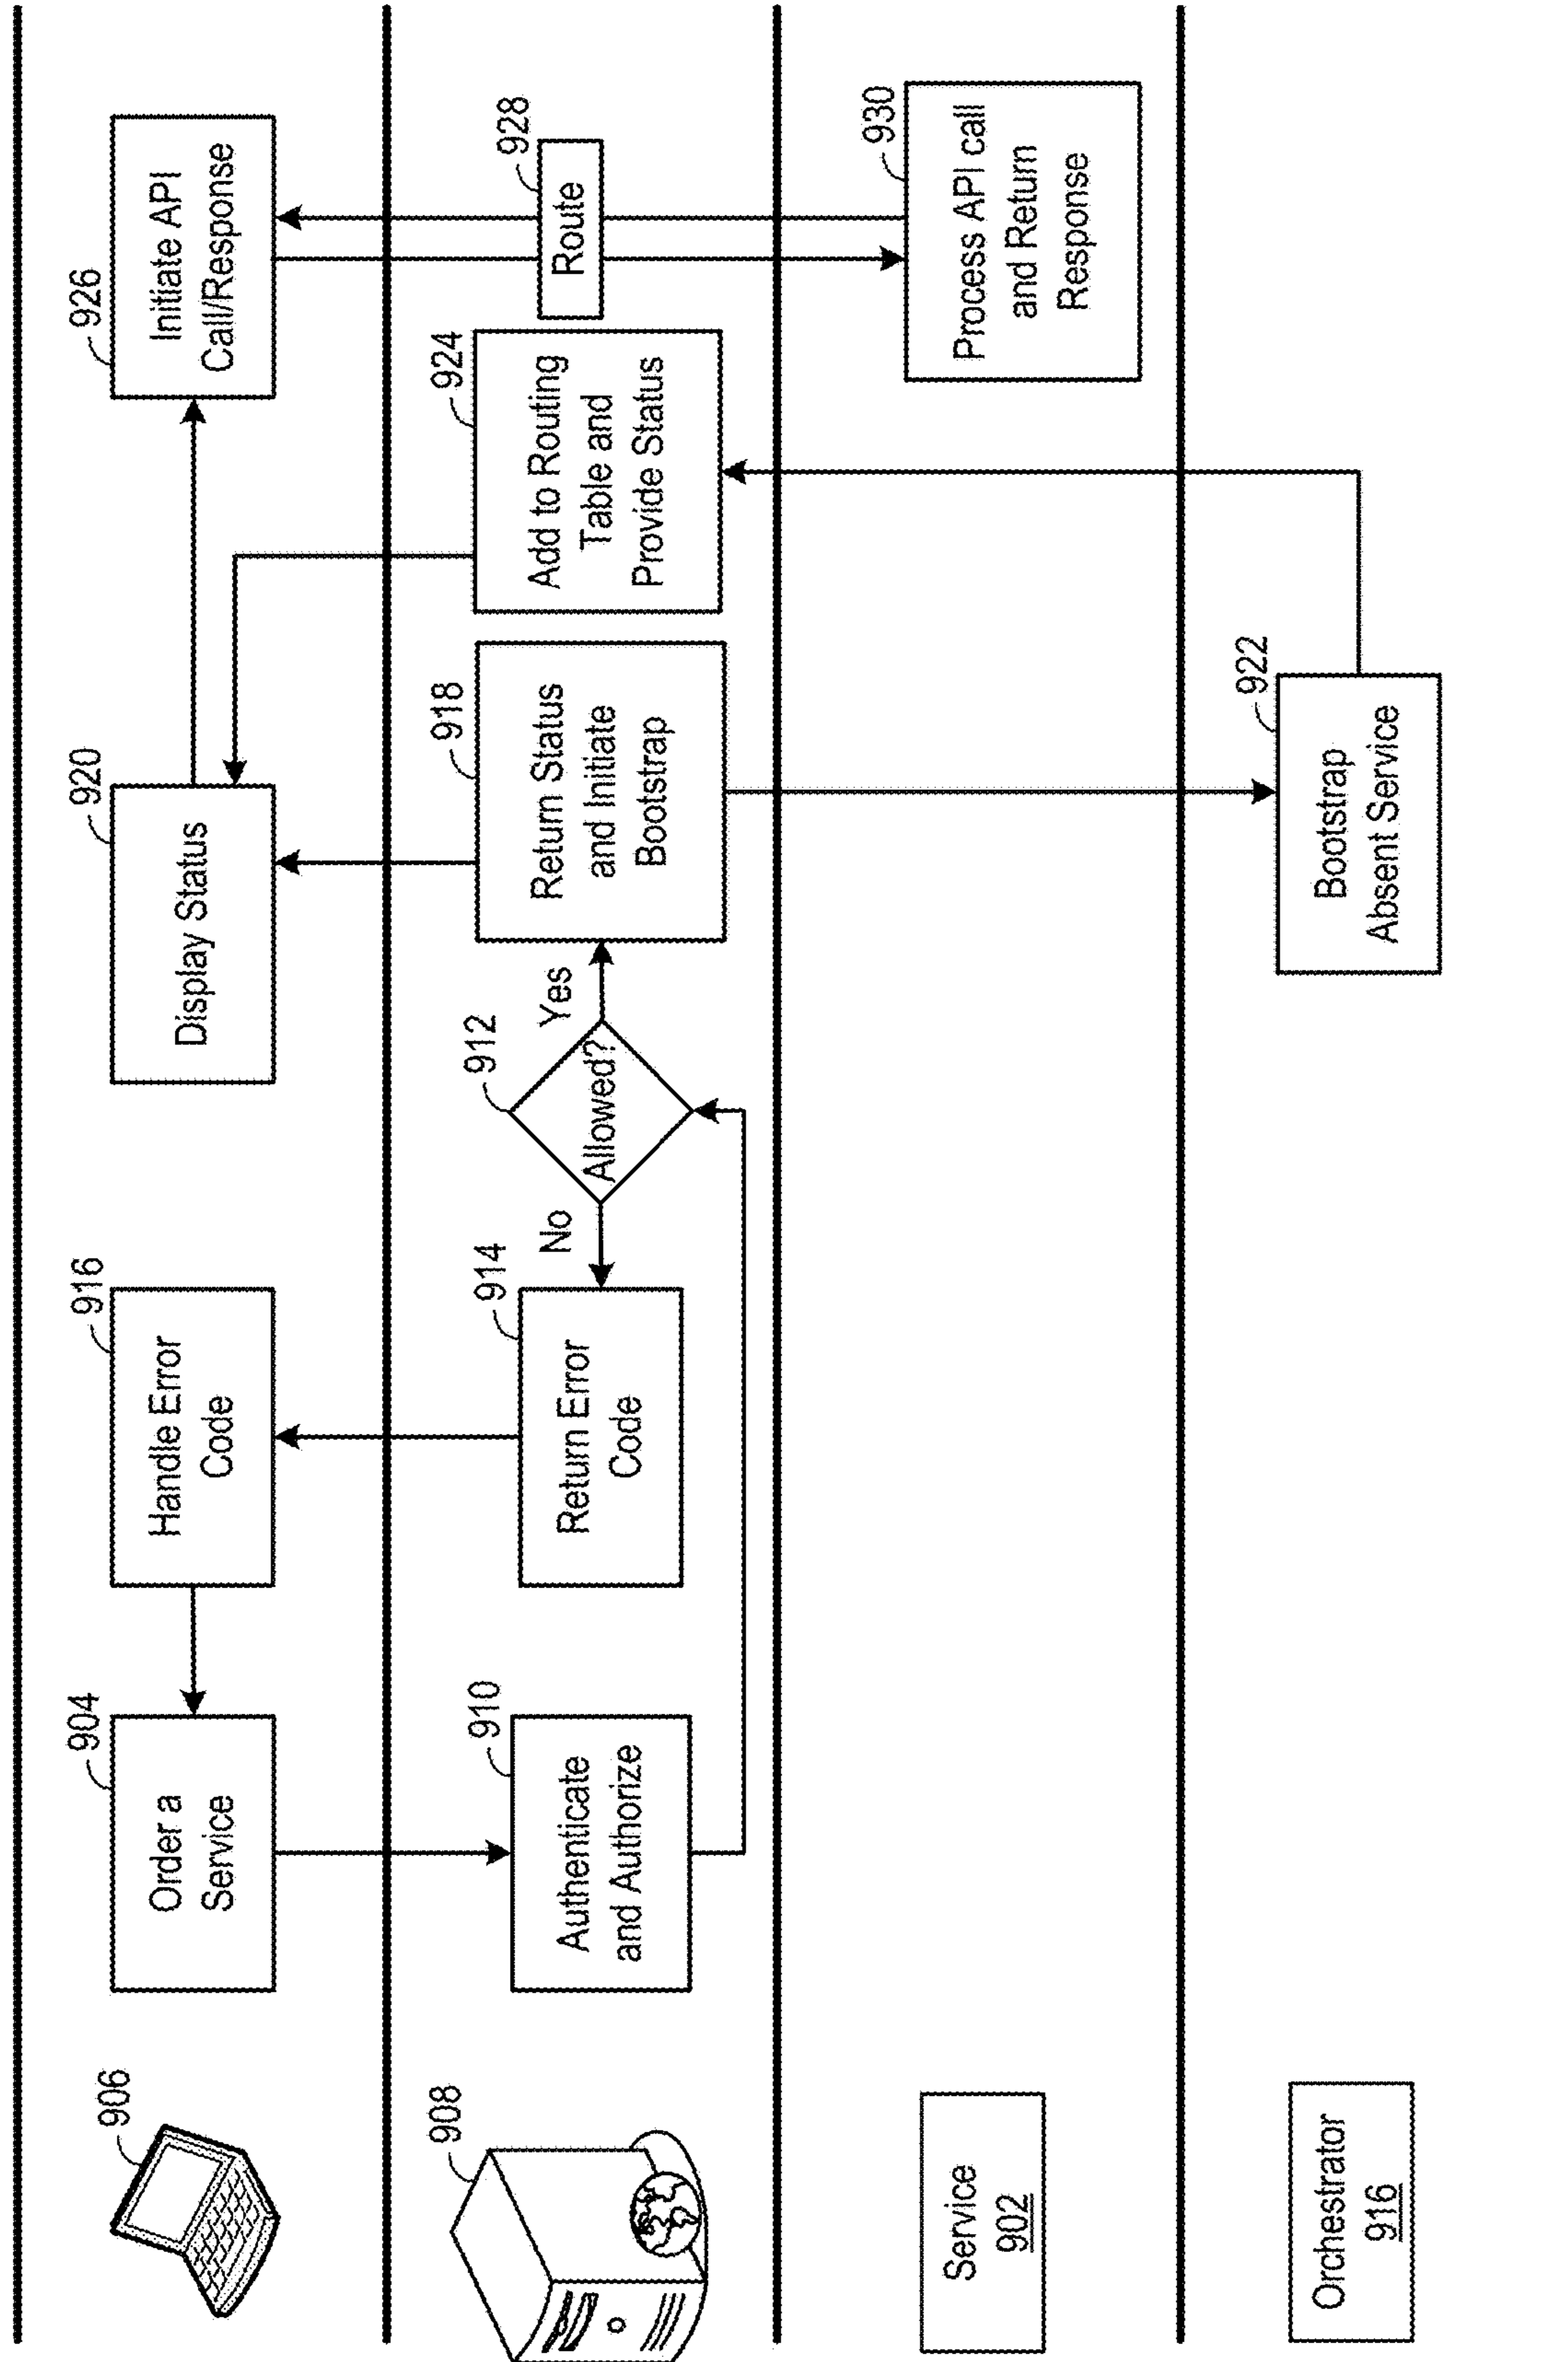 906
904
Order a
Service
916
Handle Error
Code
920
Display Status
926
Initiate API
Call/Response
908
910
Authenticate
and Authorize
914
Return Error
Code
No
912
Allowed?
Yes
918
Return Status
and Initiate
Bootstrap
924
Add to Routing
Table and
Provide Status
928
Route
Service
902
930
Process API call
and Return
Response
Orchestrator
916
922
Bootstrap
Absent Service